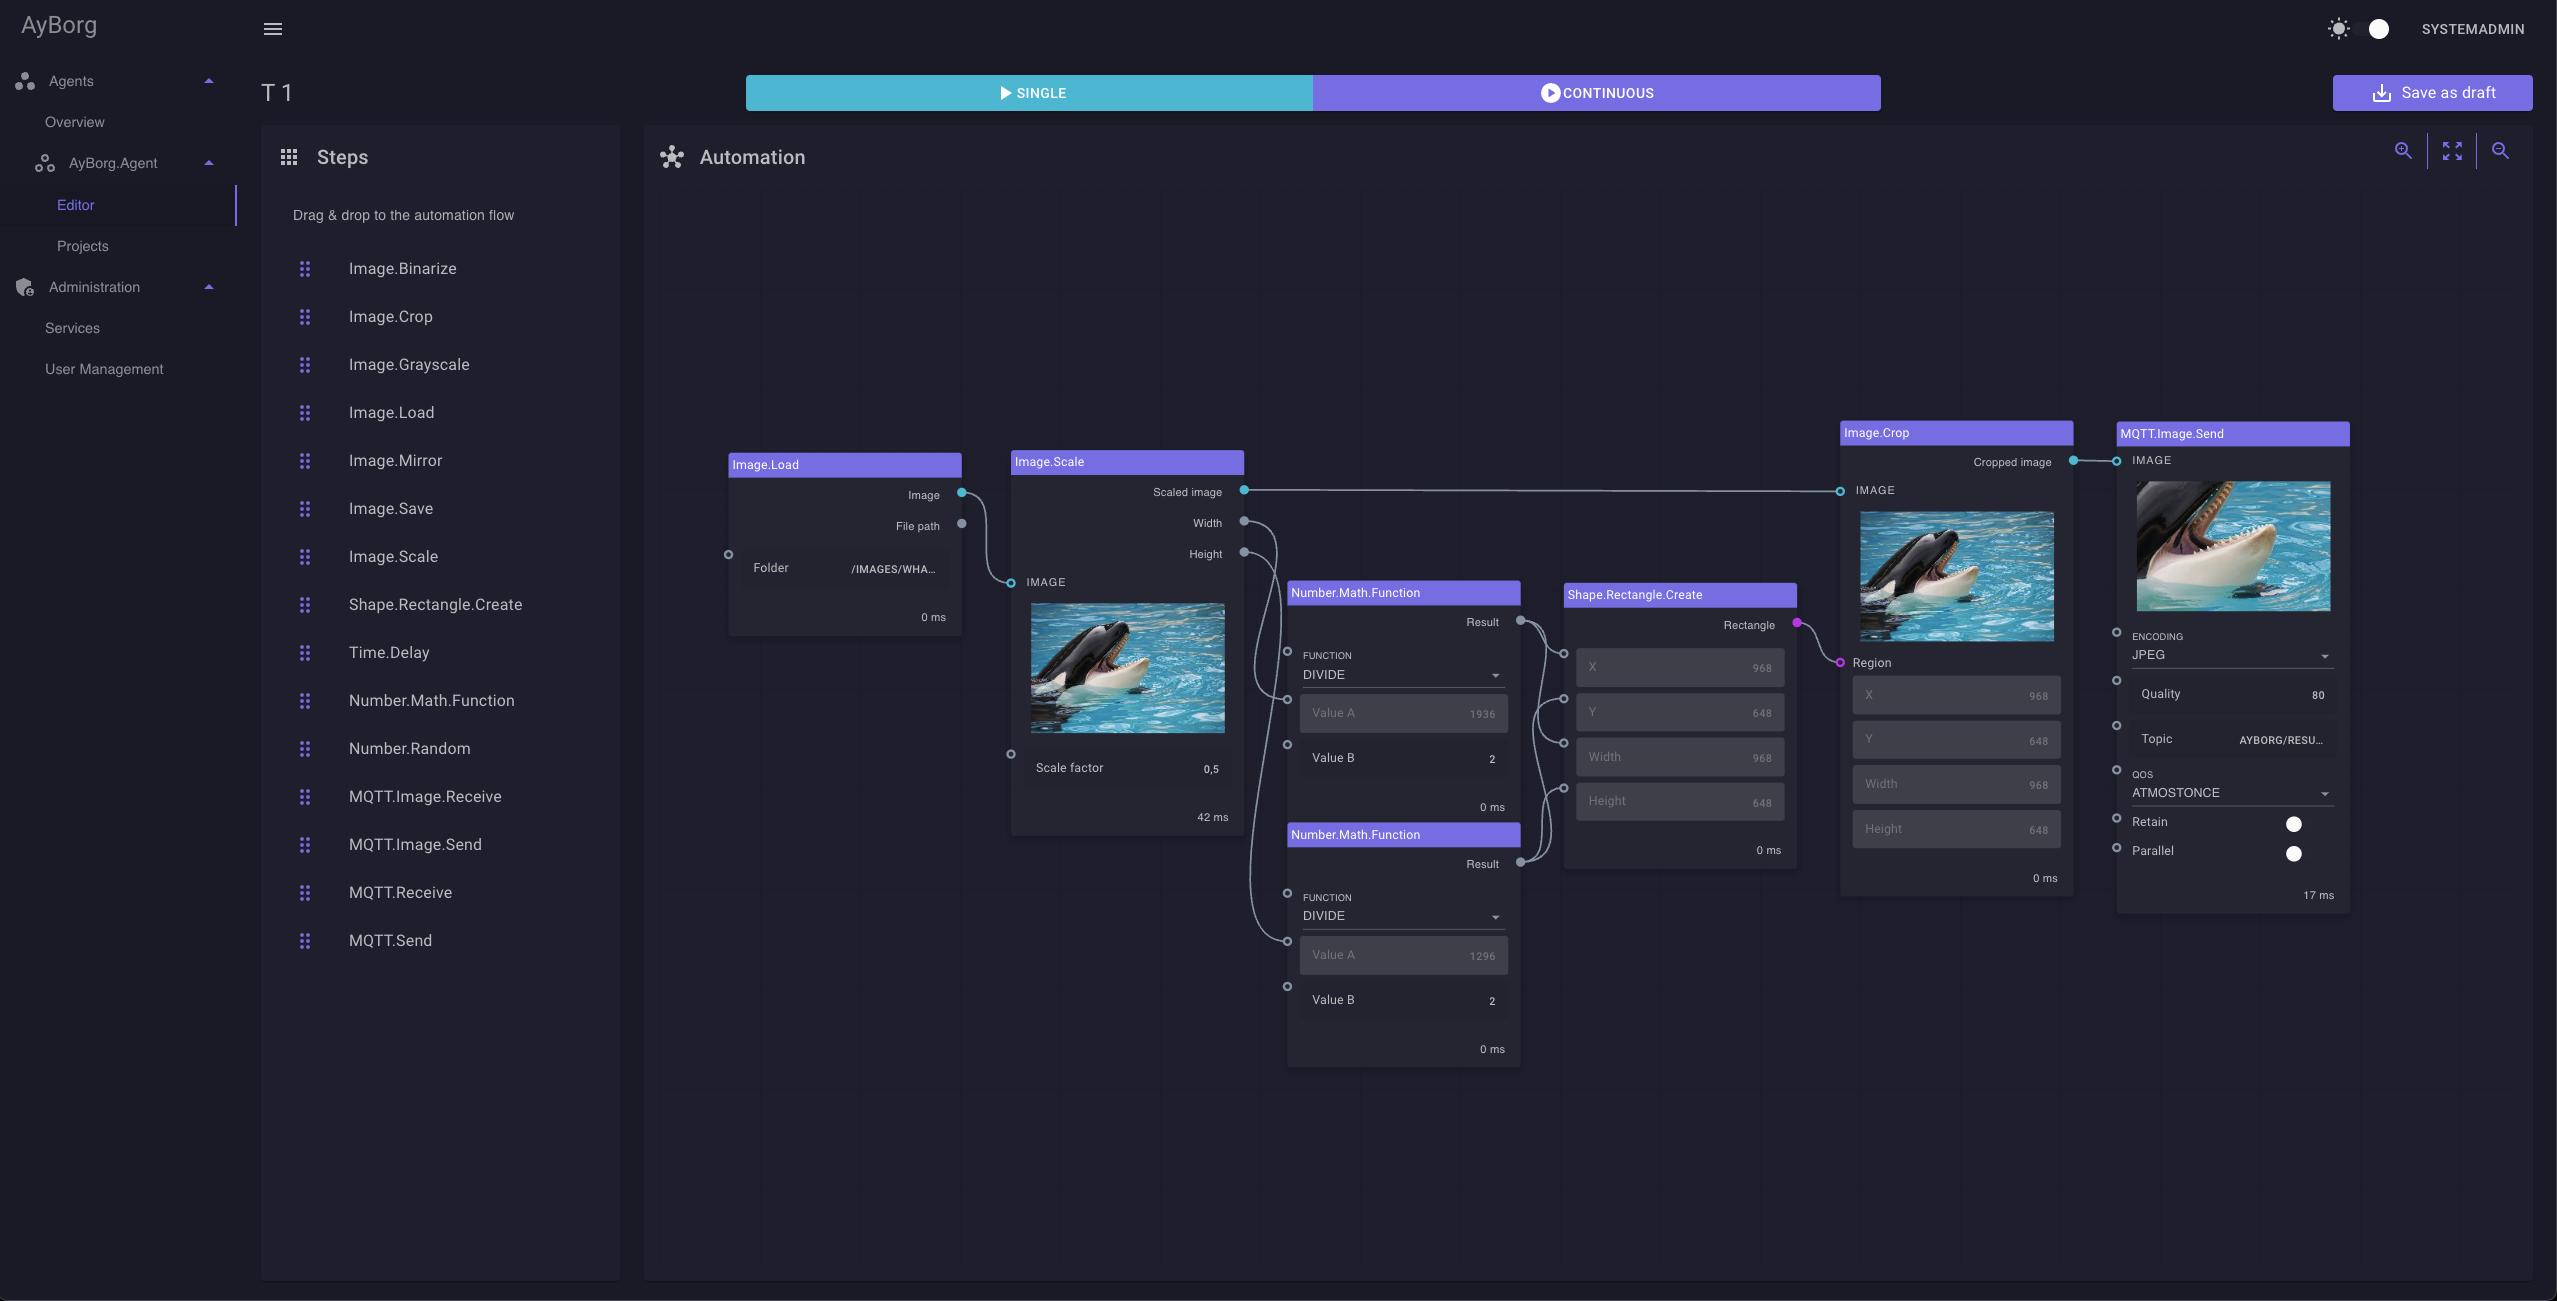 AyBorg
SYSTEMADMIN
Agents
Overview
AyBorg.Agent
Editor
Projects
Administration
Services
User Management
T 1
SINGLE
CONTINUOUS
Save as draft
Steps
Drag & drop to the automation flow
Image.Binarize
Image.Crop
Image.Grayscale
Image.Load
Image.Mirror
Image.Save
Image.Scale
Shape.Rectangle.Create
Time.Delay
Number.Math.Function
Number.Random
MQTT.Image.Receive
MQTT.Image.Send
MQTT.Receive
MQTT.Send
Automation
Image.Load
Image
File path
Folder /IMAGES/WHA...
0 ms
Image.Scale
Scaled image
Width
Height
IMAGE
Scale factor 0,5
42 ms
Number.Math.Function
Result
FUNCTION
DIVIDE
Value A 1936
Value B 2
0 ms
Number.Math.Function
Result
FUNCTION
DIVIDE
Value A 1296
Value B 2
0 ms
Shape.Rectangle.Create
Rectangle
X 968
Y 648
Width 968
Height 648
0 ms
Image.Crop
Cropped image
IMAGE
Region
X 968
Y 648
Width 968
Height 648
0 ms
MQTT.Image.Send
IMAGE
ENCODING
JPEG
Quality 80
Topic AYBORG/RESU...
QOS
ATMOSTONCE
Retain
Parallel
17 ms